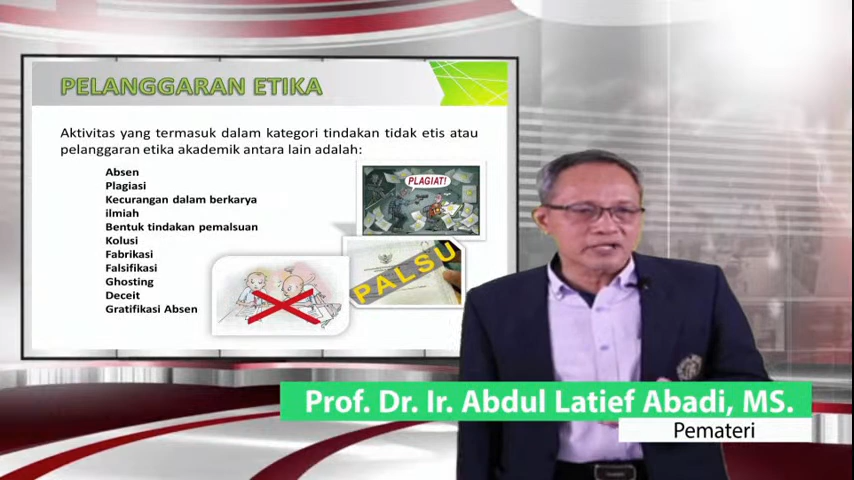 PELANGGARAN ETIKA
Aktivitas yang termasuk dalam kategori tindakan tidak etis atau
pelanggaran etika akademik antara lain adalah:
Absen
Plagiasi
Kecurangan dalam berkarya
ilmiah
Bentuk tindakan pemalsuan
Kolusi
Fabrikasi
Falsifikasi
Ghosting
Deceit
Gratifikasi Absen
PLAGIAT!
PALSU
Prof. Dr. Ir. Abdul Latief Abadi, MS.
Pemateri